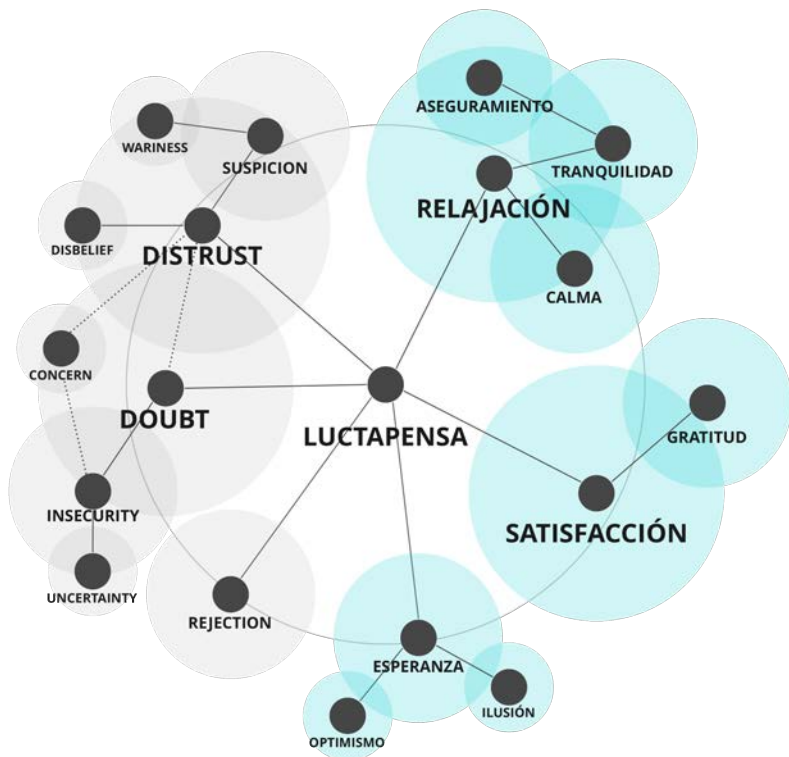 ASEGURAMIENTO
WARINESS
SUSPICION
TRANQUILIDAD
RELAJACIÓN
DISBELIEF
DISTRUST
CALMA
CONCERN
DOUBT
LUCTAPENSA
GRATITUD
INSECURITY
SATISFACCIÓN
UNCERTAINTY
REJECTION
ESPERANZA
ILUSIÓN
OPTIMISMO